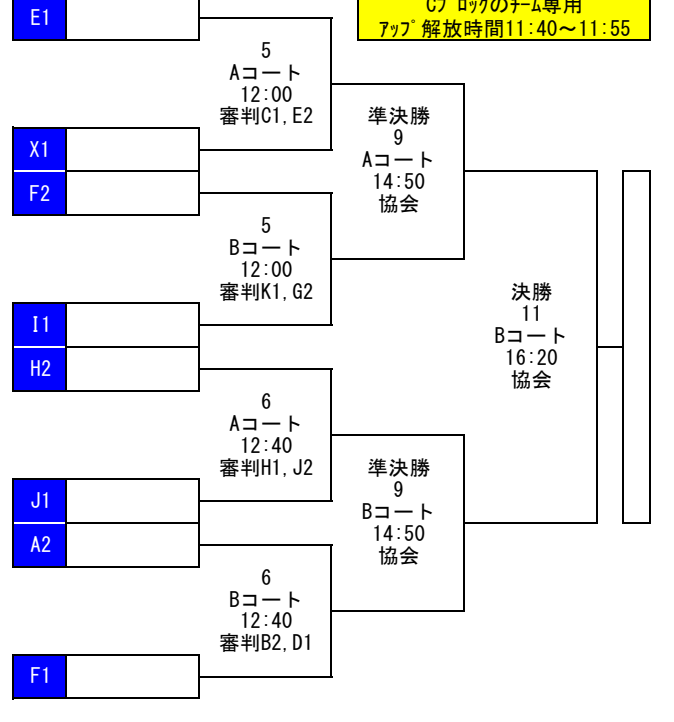 E1
Cﾌﾞﾛｯｸのﾁｰﾑ専用
ｱｯﾌﾟ解放時間11:40～11:55
5
Aコート
12:00
審判C1,E2
準決勝
9
Aコート
14:50
協会
X1
F2
5
Bコート
12:00
審判K1,G2
決勝
11
Bコート
16:20
協会
I1
H2
6
Aコート
12:40
審判H1,J2
準決勝
9
Bコート
14:50
協会
J1
A2
6
Bコート
12:40
審判B2,D1
F1